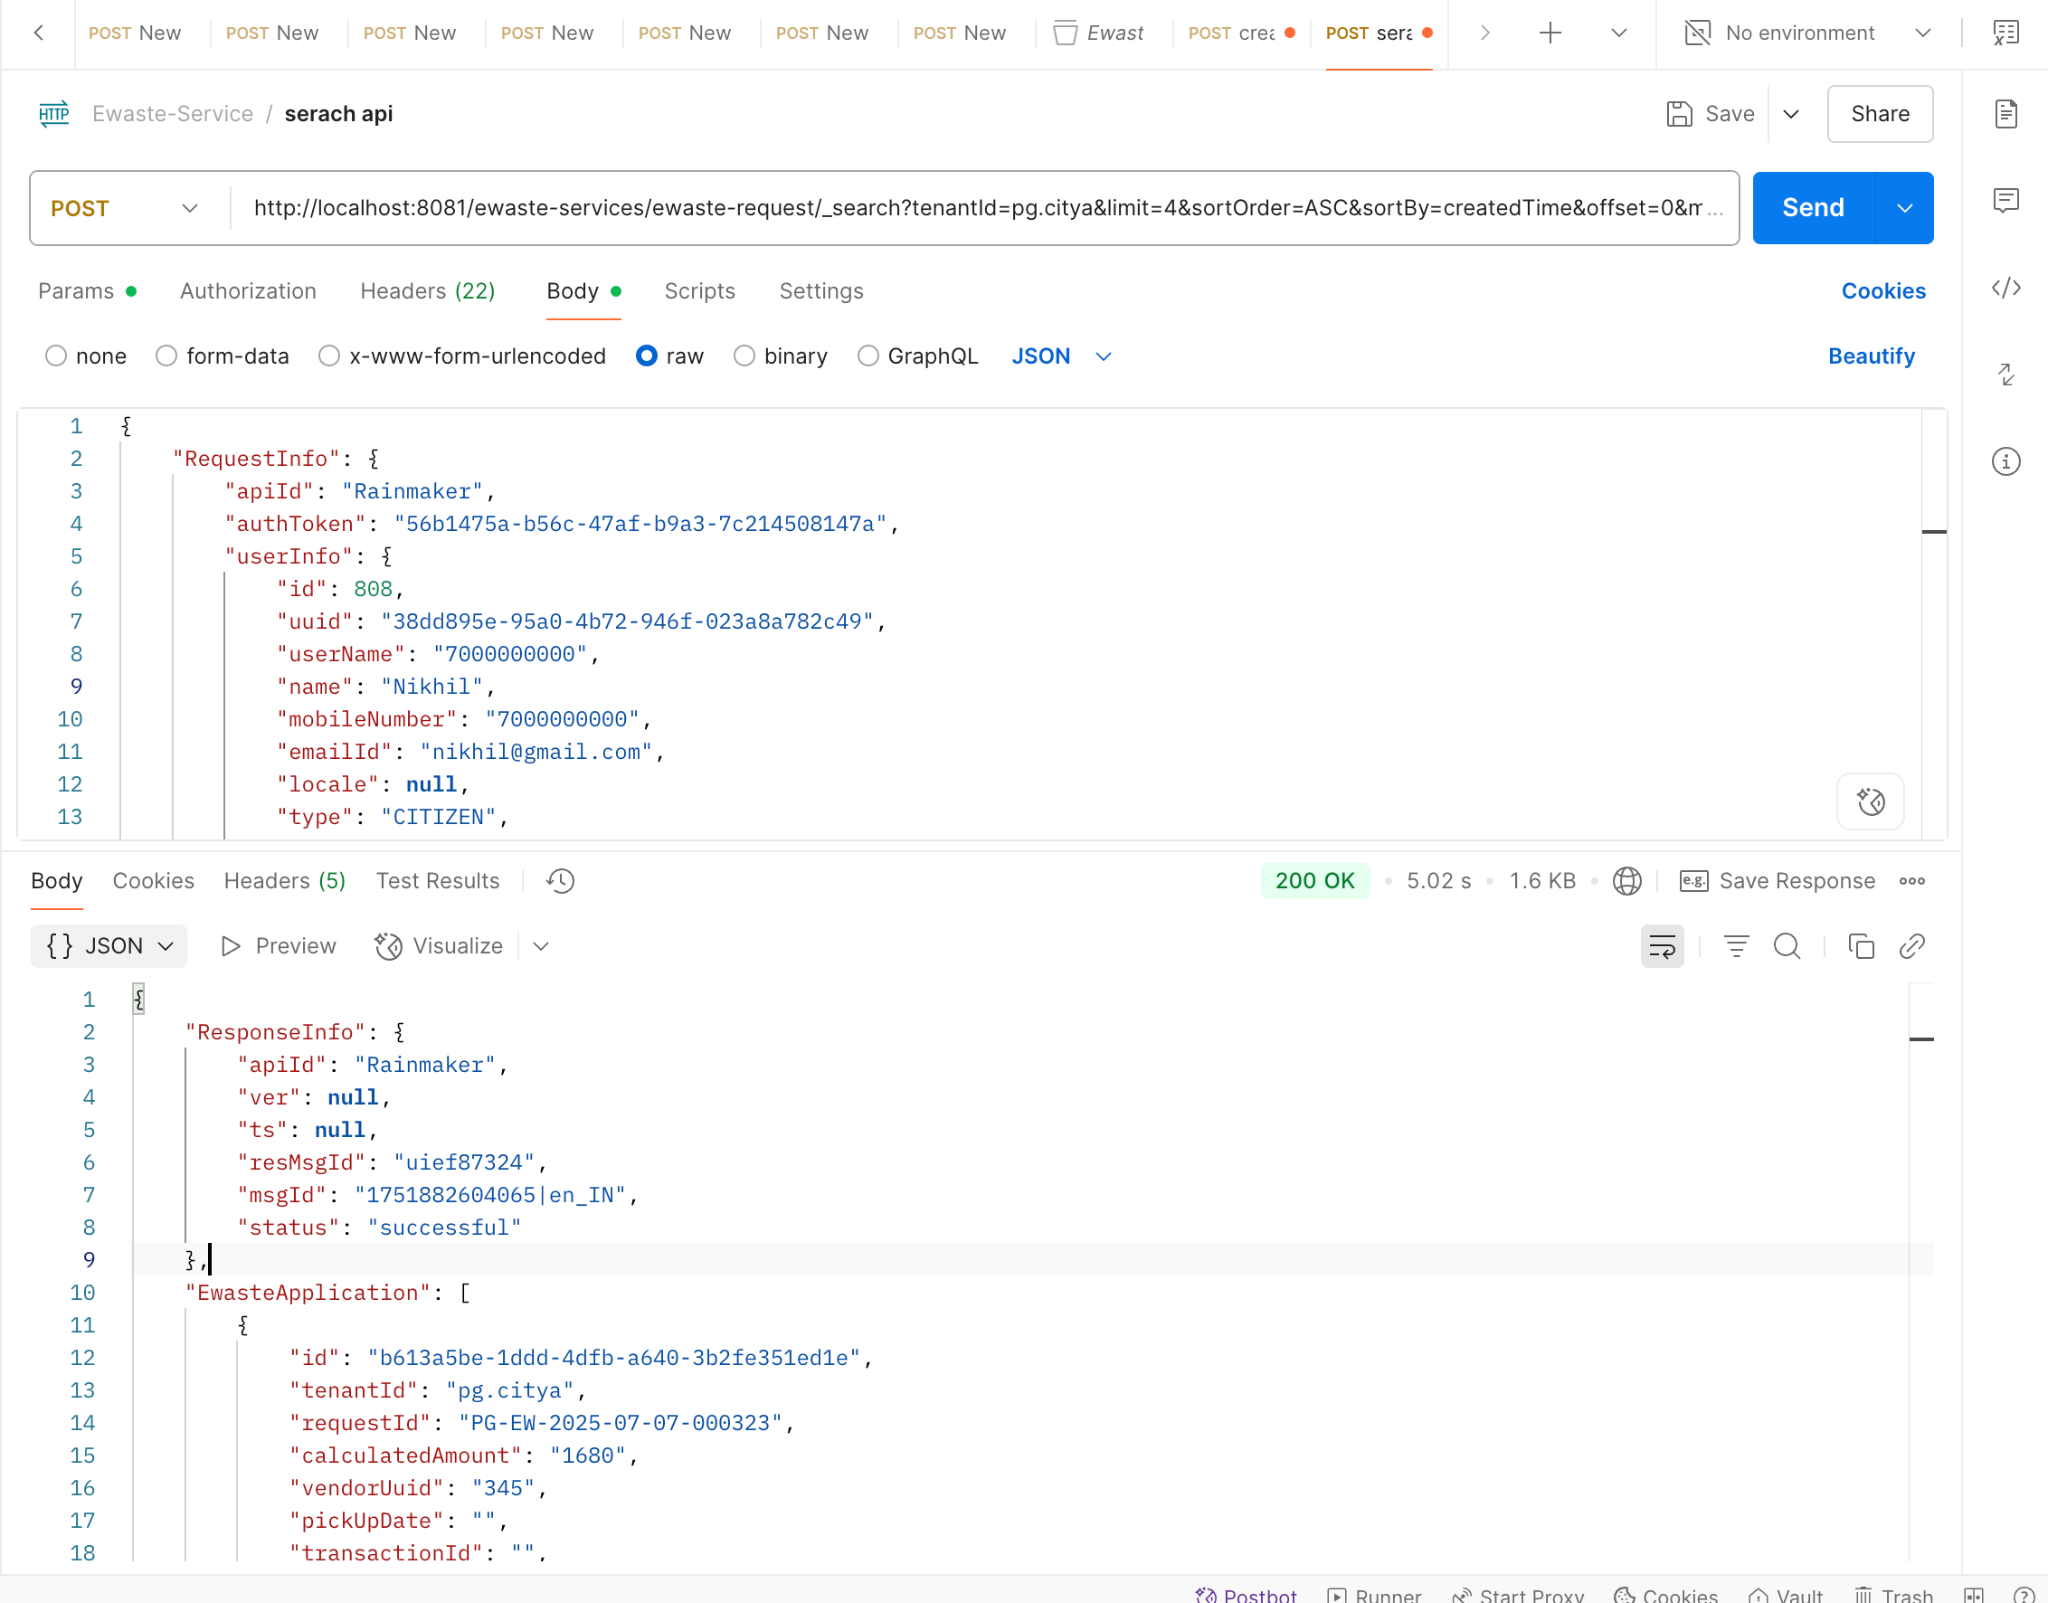 POST New POST New POST New POST New POST New POST New POST New Ewast POST crea POST sera No environment
HTTP Ewaste-Service / serach api Save Share
POST http://localhost:8081/ewaste-services/ewaste-request/_search?tenantId=pg.citya&limit=4&sortOrder=ASC&sortBy=createdTime&offset=0&m... Send
Params Authorization Headers (22) Body Scripts Settings Cookies
none form-data x-www-form-urlencoded raw binary GraphQL JSON Beautify
1 {
2 "RequestInfo": {
3 "apiId": "Rainmaker",
4 "authToken": "56b1475a-b56c-47af-b9a3-7c214508147a",
5 "userInfo": {
6 "id": 808,
7 "uuid": "38dd895e-95a0-4b72-946f-023a8a782c49",
8 "userName": "7000000000",
9 "name": "Nikhil",
10 "mobileNumber": "7000000000",
11 "emailId": "nikhil@gmail.com",
12 "locale": null,
13 "type": "CITIZEN",
Body Cookies Headers (5) Test Results 200 OK 5.02 s 1.6 KB e.g. Save Response
{} JSON Preview Visualize
1 {
2 "ResponseInfo": {
3 "apiId": "Rainmaker",
4 "ver": null,
5 "ts": null,
6 "resMsgId": "uief87324",
7 "msgId": "1751882604065|en_IN",
8 "status": "successful"
9 },
10 "EwasteApplication": [
11 {
12 "id": "b613a5be-1ddd-4dfb-a640-3b2fe351ed1e",
13 "tenantId": "pg.citya",
14 "requestId": "PG-EW-2025-07-07-000323",
15 "calculatedAmount": "1680",
16 "vendorUuid": "345",
17 "pickUpDate": "",
18 "transactionId": "",
Postbot Runner Start Proxy Cookies Vault Trash